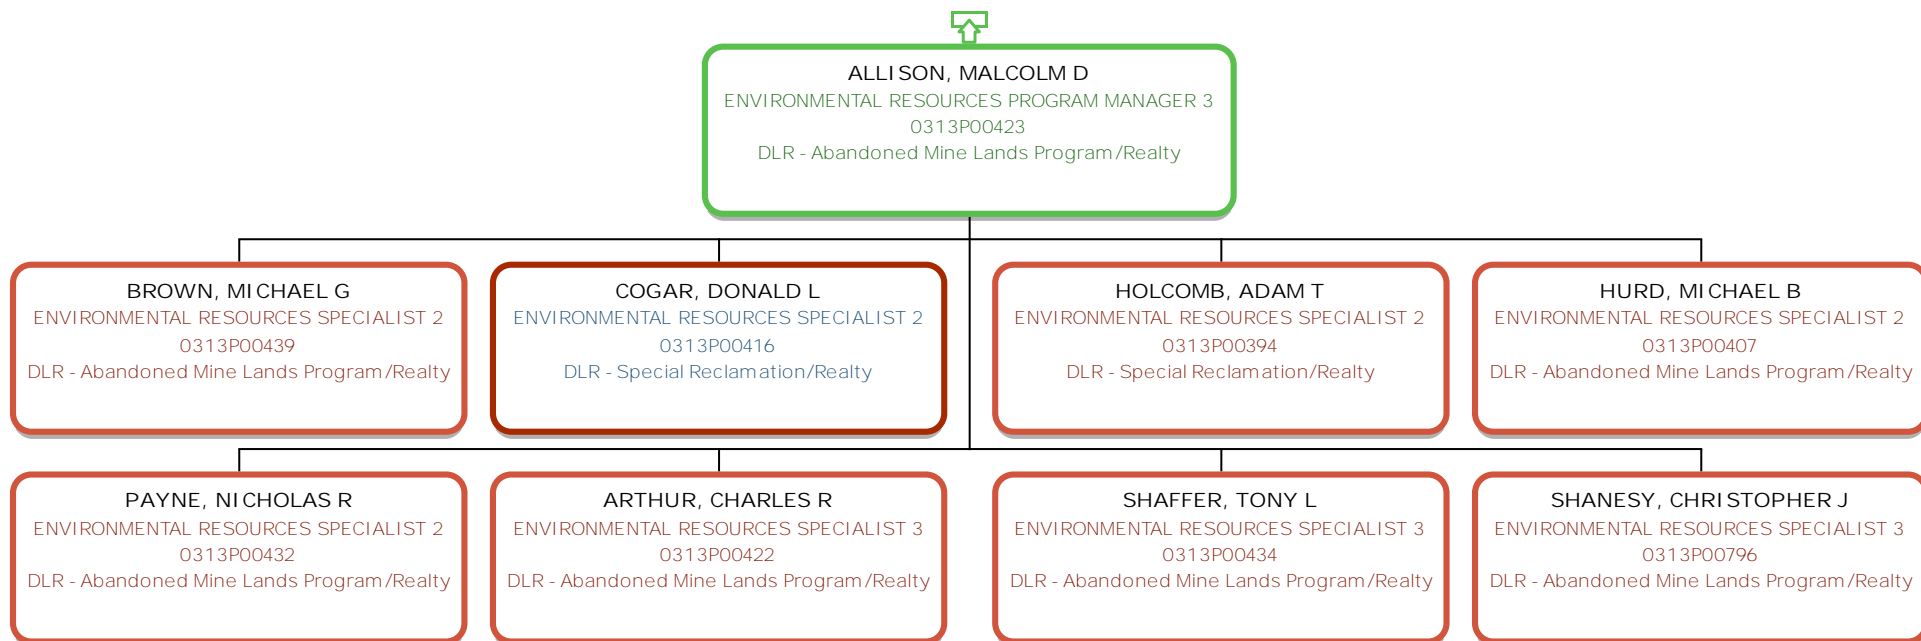 ALLISON, MALCOLM D
ENVIRONMENTAL RESOURCES PROGRAM MANAGER 3
0313P00423
DLR - Abandoned Mine Lands Program/Realty
BROWN, MICHAEL G
ENVIRONMENTAL RESOURCES SPECIALIST 2
0313P00439
DLR - Abandoned Mine Lands Program/Realty
COGAR, DONALD L
ENVIRONMENTAL RESOURCES SPECIALIST 2
0313P00416
DLR - Special Reclamation/Realty
HOLCOMB, ADAM T
ENVIRONMENTAL RESOURCES SPECIALIST 2
0313P00394
DLR - Special Reclamation/Realty
HURD, MICHAEL B
ENVIRONMENTAL RESOURCES SPECIALIST 2
0313P00407
DLR - Abandoned Mine Lands Program/Realty
PAYNE, NICHOLAS R
ENVIRONMENTAL RESOURCES SPECIALIST 2
0313P00432
DLR - Abandoned Mine Lands Program/Realty
ARTHUR, CHARLES R
ENVIRONMENTAL RESOURCES SPECIALIST 3
0313P00422
DLR - Abandoned Mine Lands Program/Realty
SHAFFER, TONY L
ENVIRONMENTAL RESOURCES SPECIALIST 3
0313P00434
DLR - Abandoned Mine Lands Program/Realty
SHANESY, CHRISTOPHER J
ENVIRONMENTAL RESOURCES SPECIALIST 3
0313P00796
DLR - Abandoned Mine Lands Program/Realty